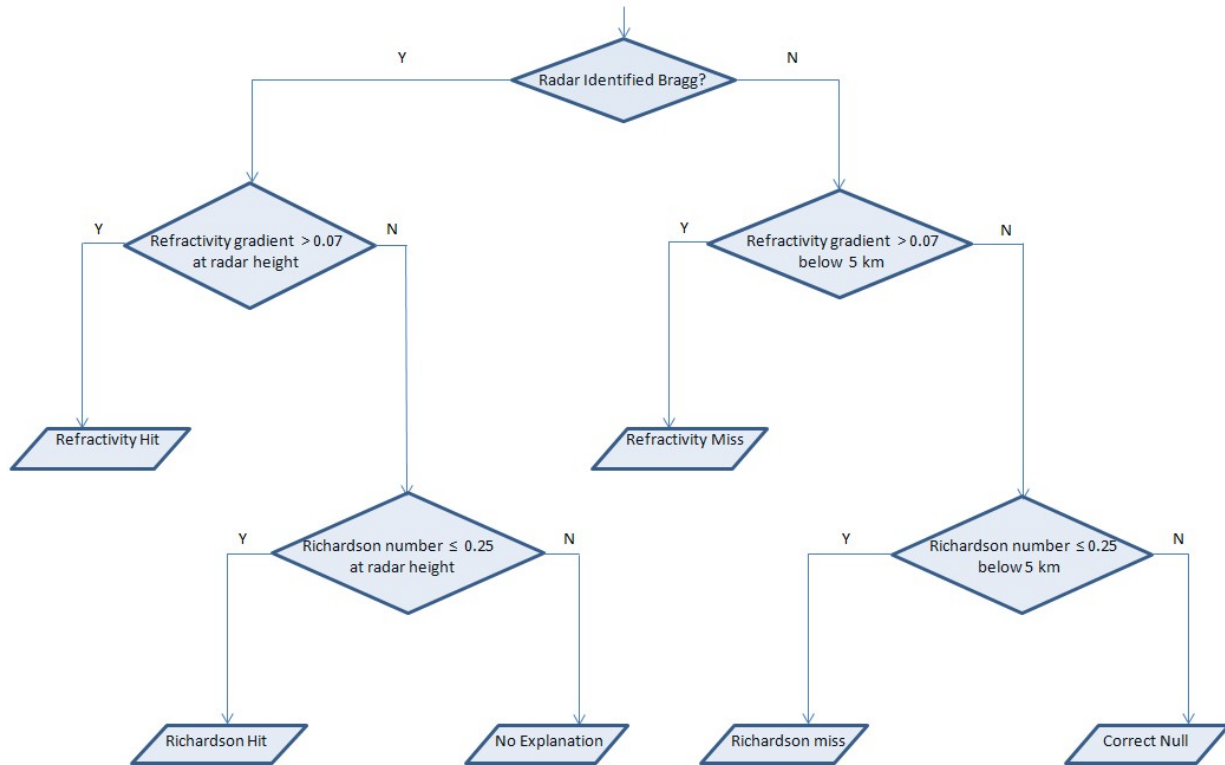 Y
N
Radar Identified Bragg?
Y
N
Refractivity gradient > 0.07
at radar height
Y
N
Refractivity gradient > 0.07
below 5 km
Refractivity Hit
Refractivity Miss
Y
N
Richardson number ≤ 0.25
at radar height
Y
N
Richardson number ≤ 0.25
below 5 km
Richardson Hit
No Explanation
Richardson miss
Correct Null